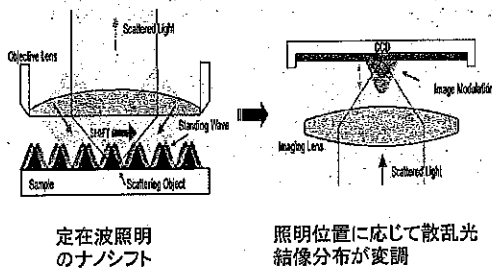 Scattered Light
Objective Lens
SHIFT
Standing Wave
Sample
Scattering Object
定在波照明
のナノシフト
CCD
Image Modulation
Imaging Lens
Scattered Light
照明位置に応じて散乱光
結像分布が変調